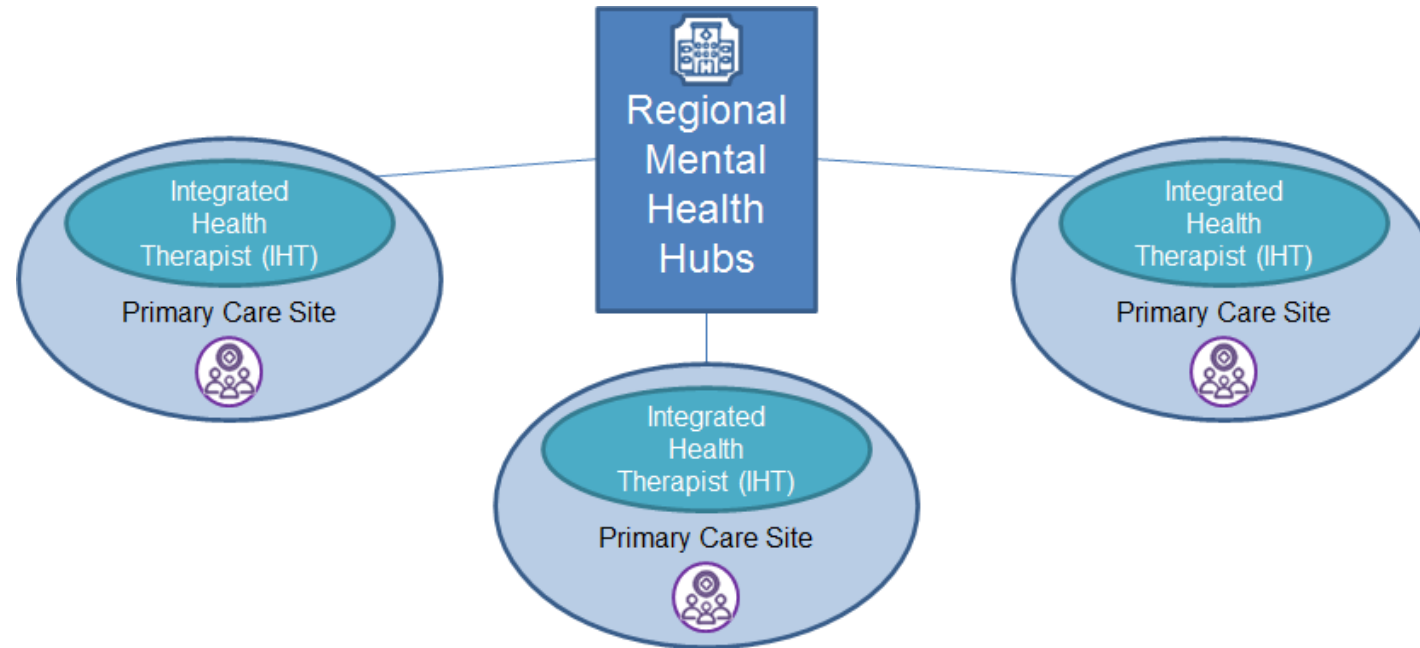 Regional
Mental
Health
Hubs
Integrated
Health
Therapist (IHT)
Primary Care Site
Integrated
Health
Therapist (IHT)
Primary Care Site
Integrated
Health
Therapist (IHT)
Primary Care Site